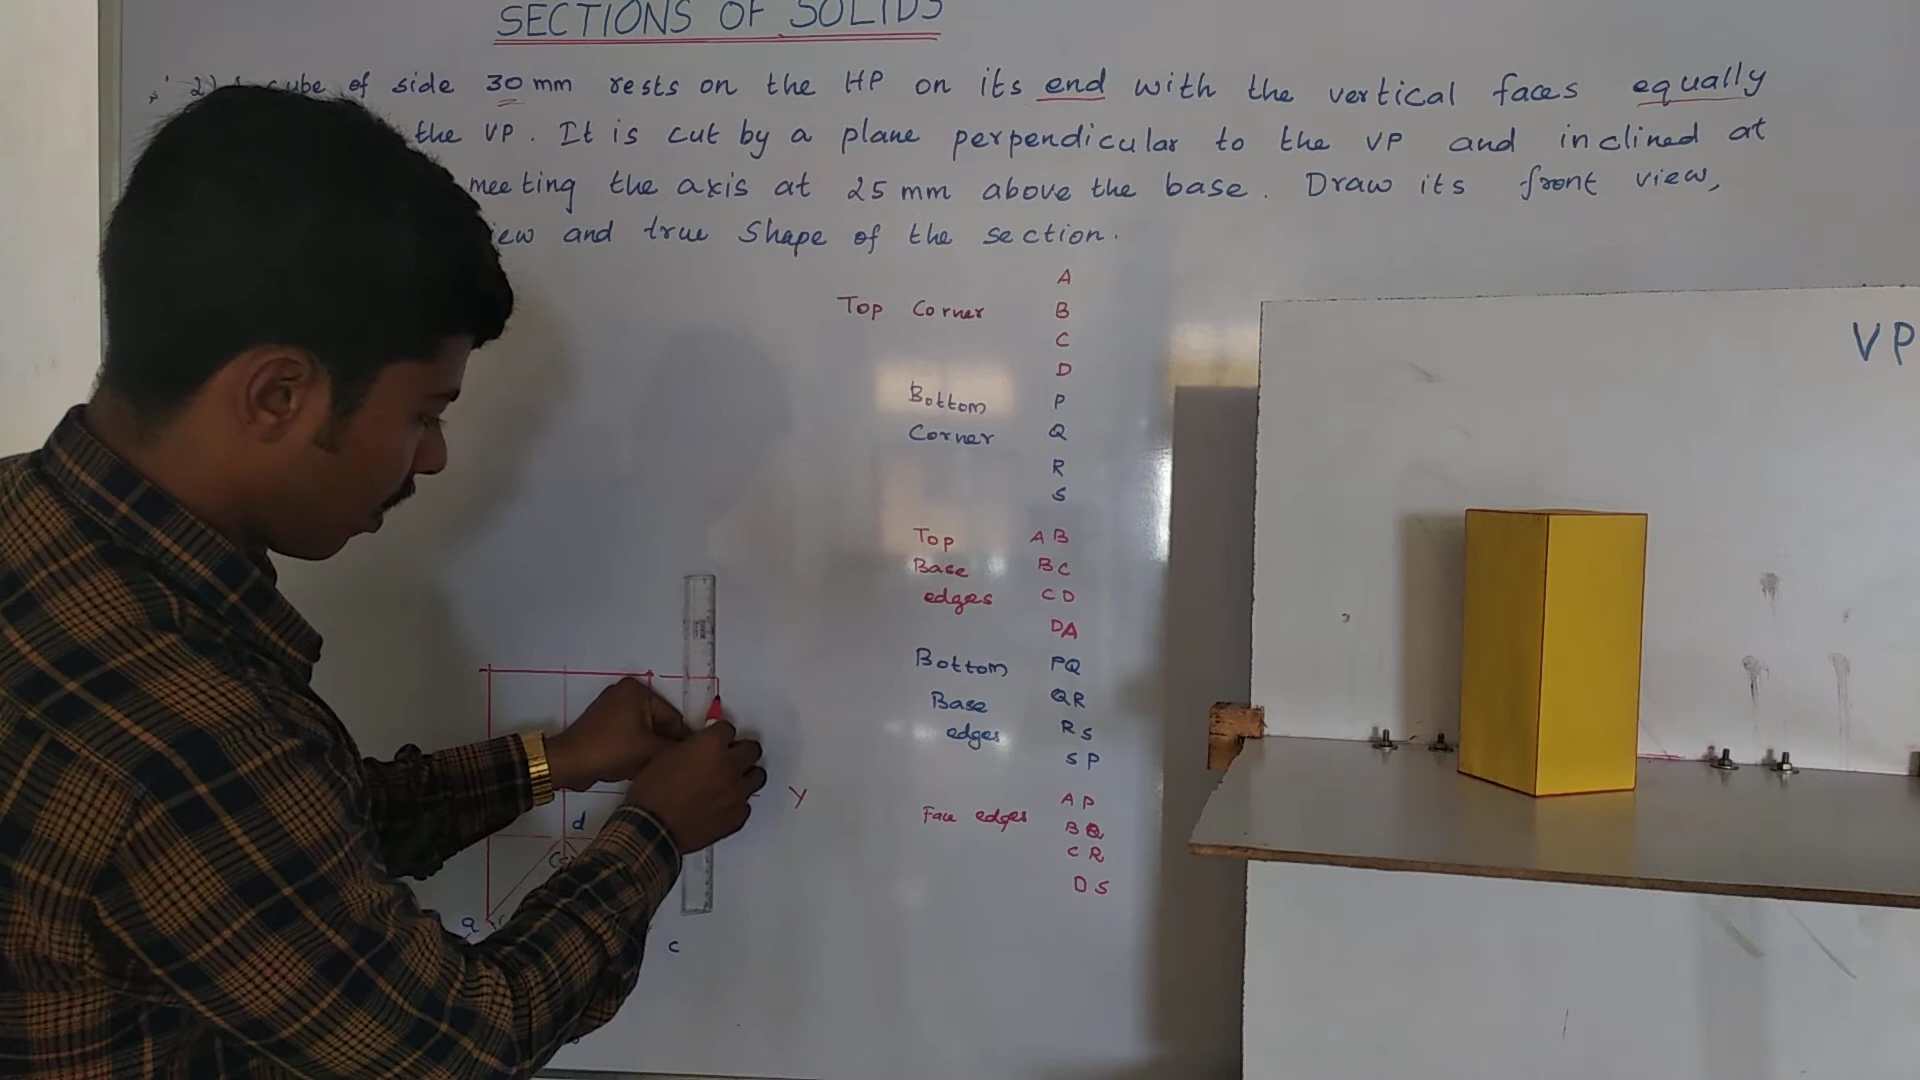 SECTIONS OF SOLIDS
2) cube of side 30 mm rests on the HP on its end with the vertical faces equally
the VP. It is cut by a plane perpendicular to the VP and inclined at
meeting the axis at 25 mm above the base. Draw its front view,
and true Shape of the section.
A
Top Corner B
C
D
Bottom P
Corner Q
R
S
Top AB
Base BC
edges CD
DA
Bottom PQ
Base QR
edges RS
SP
Face edges AP
BQ
CR
DS
VP
Y
d
a
c